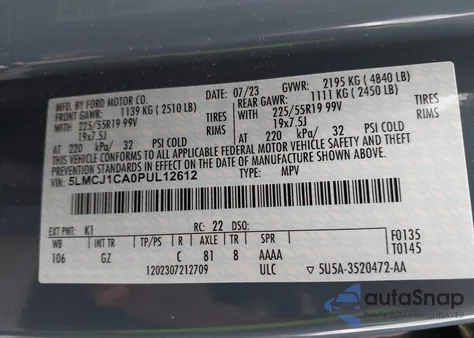 MFD. BY FORD MOTOR CO.
DATE: 07/23 GVWR: 2195 KG ( 4840 LB)
FRONT GAWR: 1139 KG ( 2510 LB) REAR GAWR: 1111 KG ( 2450 LB)
WITH 225/55R19 99V TIRES WITH 225/55R19 99V TIRES
19x7.5J RIMS 19x7.5J RIMS
AT 220 kPa/ 32 PSI COLD AT 220 kPa/ 32 PSI COLD
THIS VEHICLE CONFORMS TO ALL APPLICABLE FEDERAL MOTOR VEHICLE SAFETY, BUMPER, AND THEFT
PREVENTION STANDARDS IN EFFECT ON THE DATE OF MANUFACTURE SHOWN ABOVE.
VIN: 5LMCJ1CA0PUL12612 TYPE: MPV
EXT PNT: K1 RC: 22 DSO: F0135
WB INT TR TP/PS R AXLE TR SPR T0145
106 GZ C 81 8 AAAA
1202307212709 ULC ▽ 5U5A-3520472-AA
autoSnap